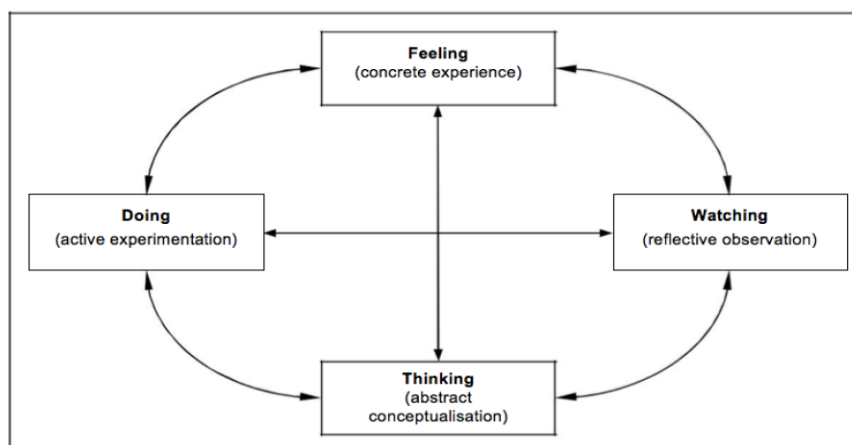 Feeling
(concrete experience)
Doing
(active experimentation)
Watching
(reflective observation)
Thinking
(abstract
conceptualisation)